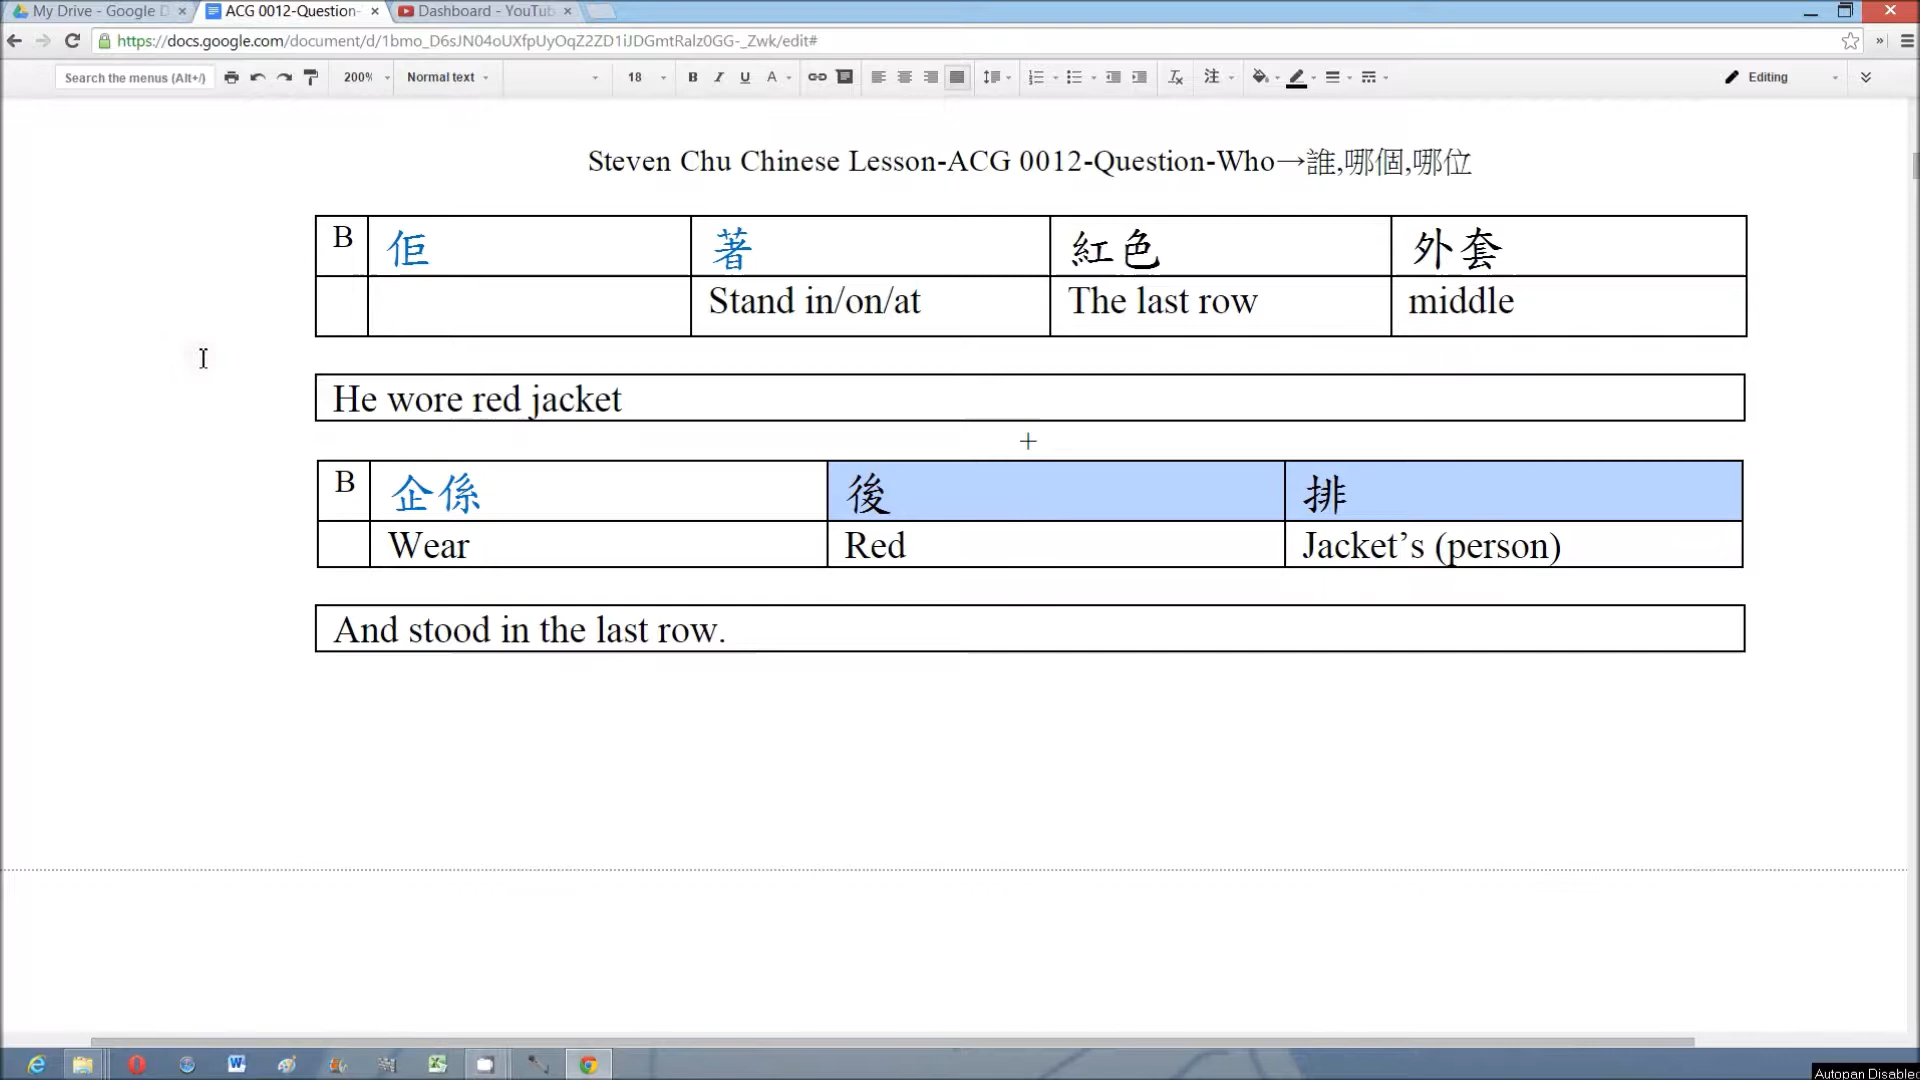 My Drive - Google D
ACG 0012-Question-
Dashboard - YouTub
https://docs.google.com/document/d/1bmo_D6sJN04oUXfpUyOqZ2ZD1iJDGmtRalz0GG-_Zwk/edit#
Search the menus (Alt+/)
200%
Normal text
18
B I U A
注
Editing
Steven Chu Chinese Lesson-ACG 0012-Question-Who→誰,哪個,哪位
B 佢 著 紅色 外套
Stand in/on/at The last row middle
He wore red jacket
+
B 企係 後 排
Wear Red Jacket’s (person)
And stood in the last row.
Autopan Disabled